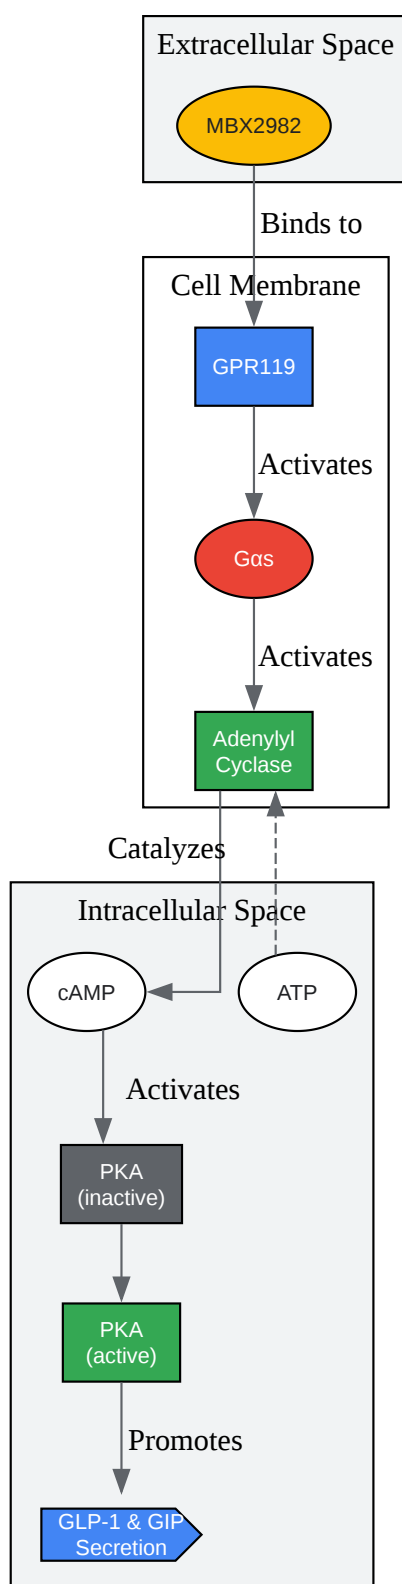 Extracellular Space
MBX2982
Binds to
Cell Membrane
GPR119
Activates
Gαs
Activates
Adenylyl
Cyclase
Catalyzes
Intracellular Space
cAMP
ATP
Activates
PKA
(inactive)
PKA
(active)
Promotes
GLP-1 & GIP
Secretion